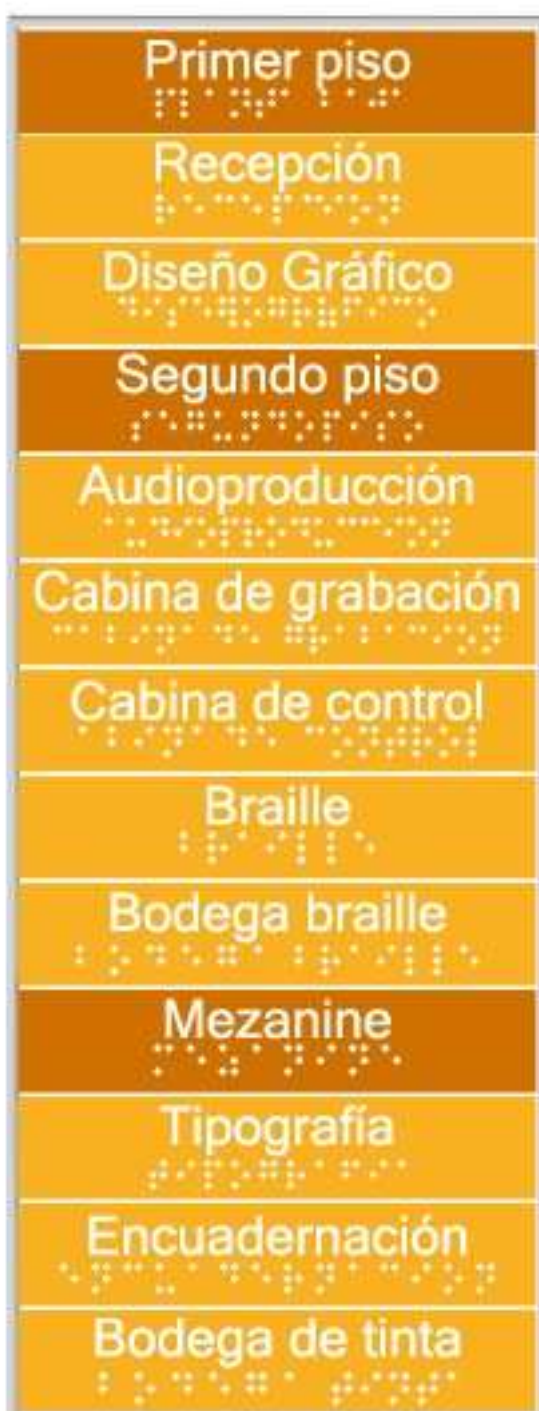 Primer piso
Recepción
Diseño Gráfico
Segundo piso
Audioproducción
Cabina de grabación
Cabina de control
Braille
Bodega braille
Mezanine
Tipografía
Encuadernación
Bodega de tinta